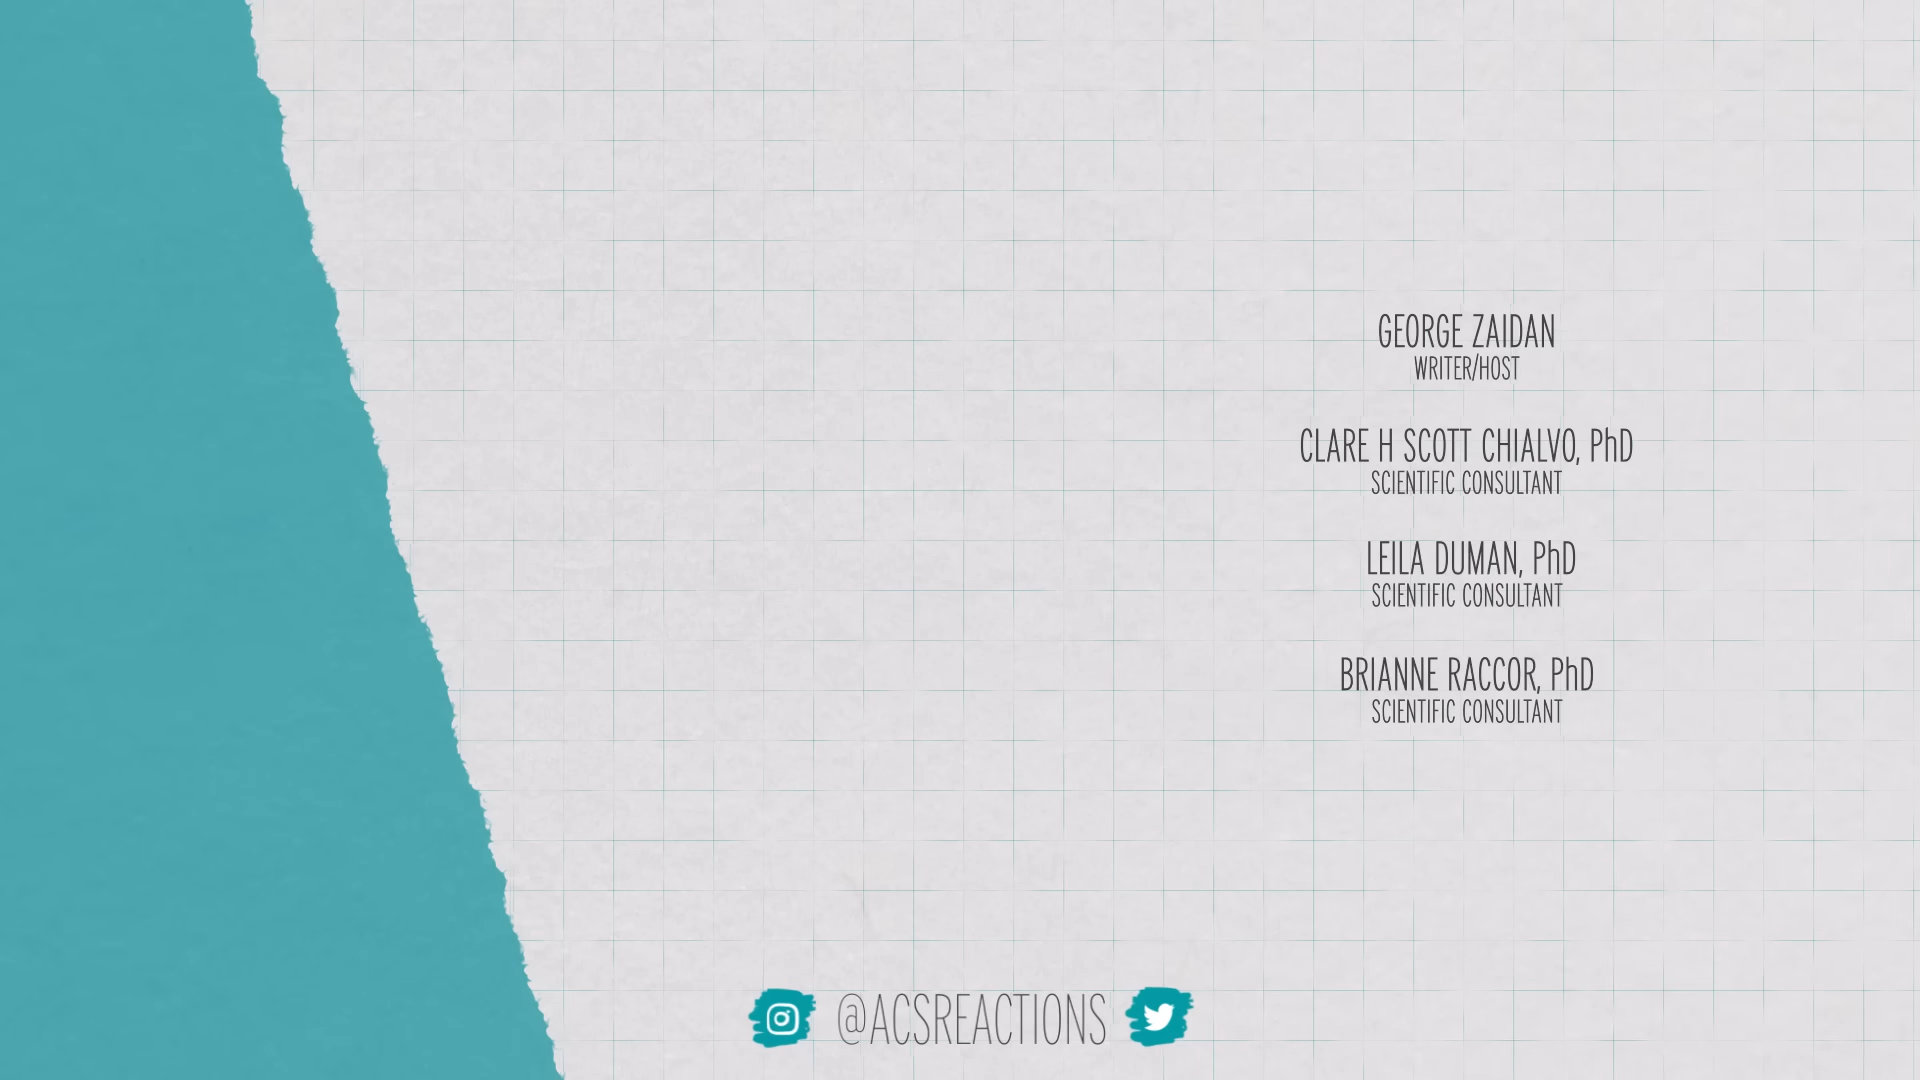 GEORGE ZAIDAN
WRITER/HOST
CLARE H SCOTT CHIALVO, PhD
SCIENTIFIC CONSULTANT
LEILA DUMAN, PhD
SCIENTIFIC CONSULTANT
BRIANNE RACCOR, PhD
SCIENTIFIC CONSULTANT
@ACSREACTIONS